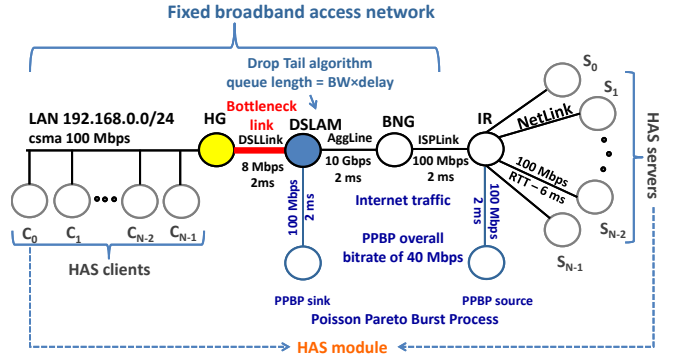 Fixed broadband access network
Drop Tail algorithm
queue length = BW×delay
Bottleneck
link
LAN 192.168.0.0/24
csma 100 Mbps
HG
DSLLink
8 Mbps
2ms
DSLAM
AggLine
10 Gbps
2 ms
BNG
ISPLink
100 Mbps
2 ms
IR
NetLink
100 Mbps
RTT – 6 ms
S0
S1
SN-2
SN-1
HAS servers
C0
C1
CN-2
CN-1
HAS clients
100 Mbps
2 ms
Internet traffic
100 Mbps
2 ms
PPBP overall
bitrate of 40 Mbps
PPBP sink
PPBP source
Poisson Pareto Burst Process
HAS module